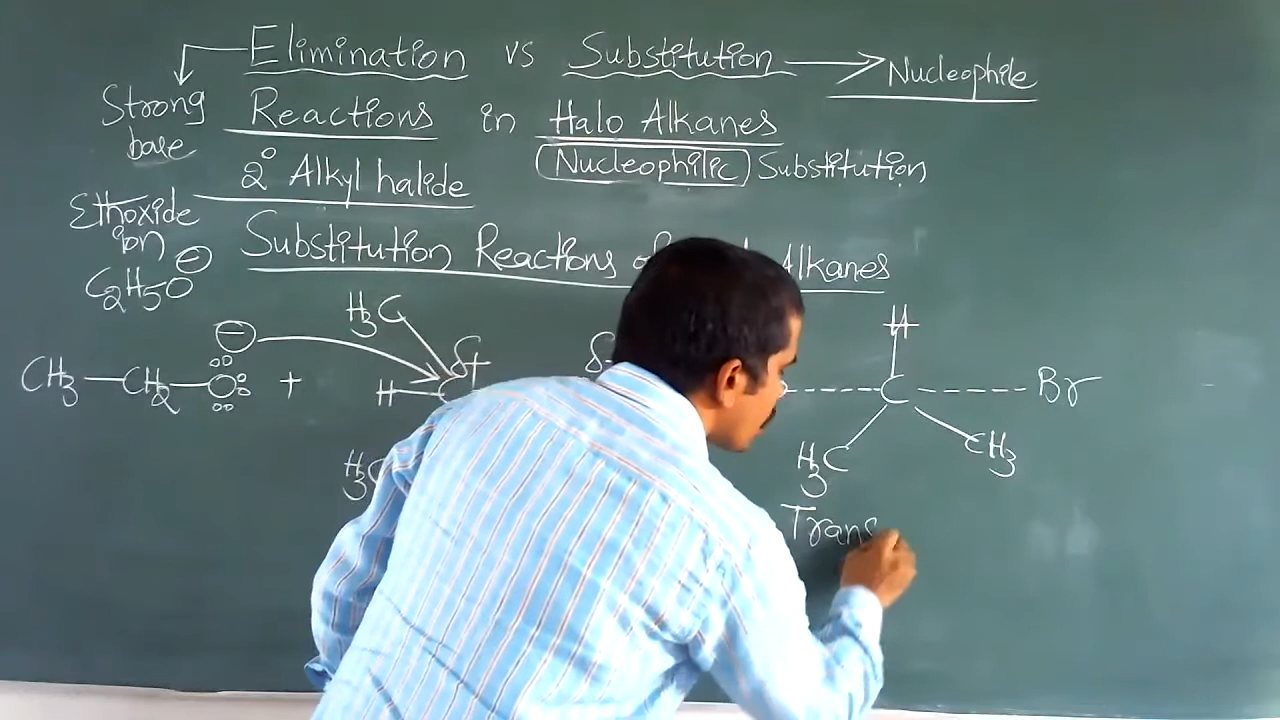 Elimination vs Substitution Nucleophile
Strong Reactions in Halo Alkanes
base (Nucleophilic) Substitution
2° Alkyl halide
Ethoxide
ion
Substitution Reactions Alkanes
C2H5O⊖
H3C H
⊖ δ+ δ-
CH3—CH2—O + H—C C Br
H3C H3C CH3
Trans